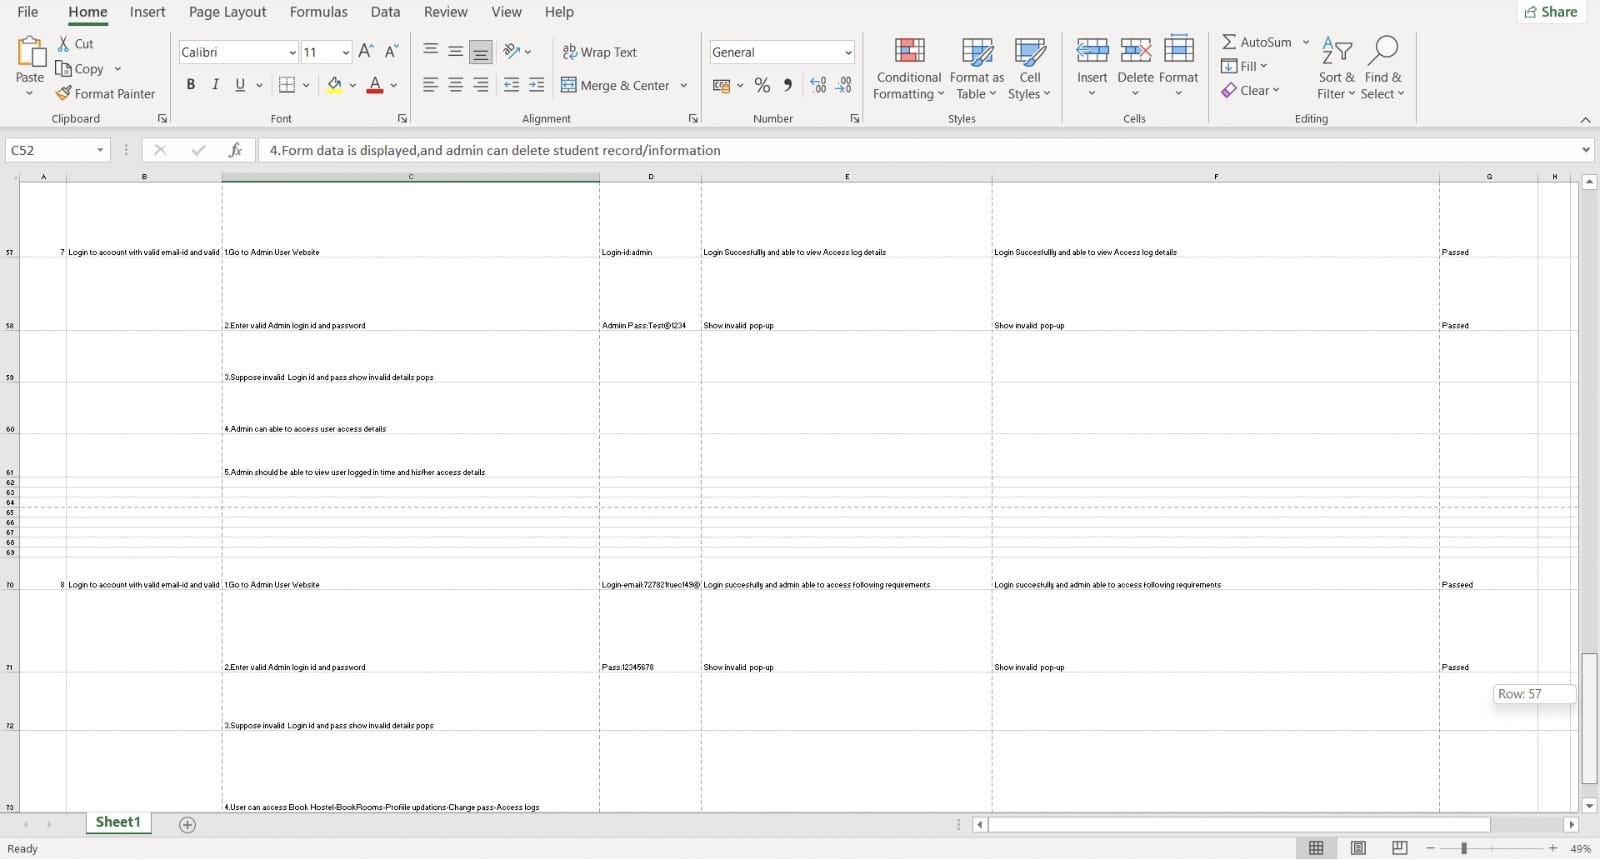 File Home Insert Page Layout Formulas Data Review View Help Share
Paste Cut Copy Format Painter Clipboard
Calibri 11 B I U A Font
Wrap Text Merge & Center Alignment
General % Number
Conditional Formatting Format as Table Cell Styles Styles
Insert Delete Format Cells
AutoSum Fill Clear Sort & Filter Find & Select Editing
C52 fx 4.Form data is displayed,and admin can delete student record/information
A B C D E F G H
57 7 Login to account with valid email-id and valid 1.Go to Admin User Website Login-id:admin Login Succesfully and able to view Access log details Login Succesfully and able to view Access log details Passed
58 2.Enter valid Admin login id and password Admin Pass:Test@1234 Show invalid pop-up Show invalid pop-up Passed
59 3.Suppose invalid Login id and pass show invalid details pops
60 4.Admin can able to access user access details
61 5.Admin should be able to view user logged in time and his/her access details
62
63
64
65
66
67
68
69
70 8 Login to account with valid email-id and valid 1.Go to Admin User Website Login-email:727821tuec149@ Login succesfully and admin able to access following requirements Login succesfully and admin able to access following requirements Passeed
71 2.Enter valid Admin login id and password Pass:12345678 Show invalid pop-up Show invalid pop-up Passed
Row: 57
72 3.Suppose invalid Login id and pass show invalid details pops
73 4.User can access Book Hostel-BookRooms-Profile updations-Change pass-Access logs
Sheet1
Ready 49%